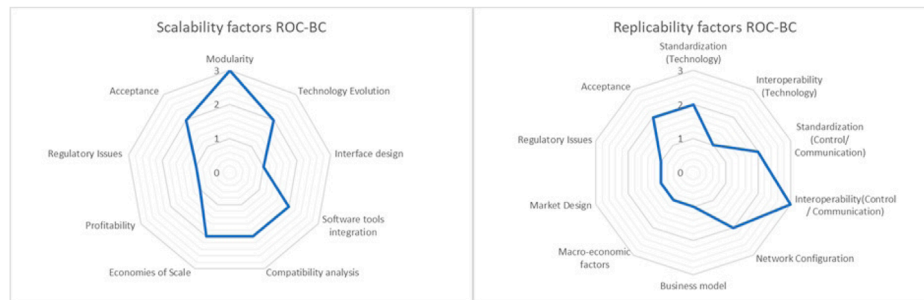 Scalability factors ROC-BC
Modularity
3
Acceptance
Technology Evolution
2
1
Regulatory Issues
Interface design
0
Profitability
Software tools
integration
Economies of Scale
Compatibility analysis
Replicability factors ROC-BC
Standardization
(Technology)
3
Acceptance
Interoperability
(Technology)
2
Regulatory Issues
Standardization
(Control/
Communication)
1
0
Market Design
Interoperability(Control
/ Communication)
Macro-economic
factors
Network Configuration
Business model